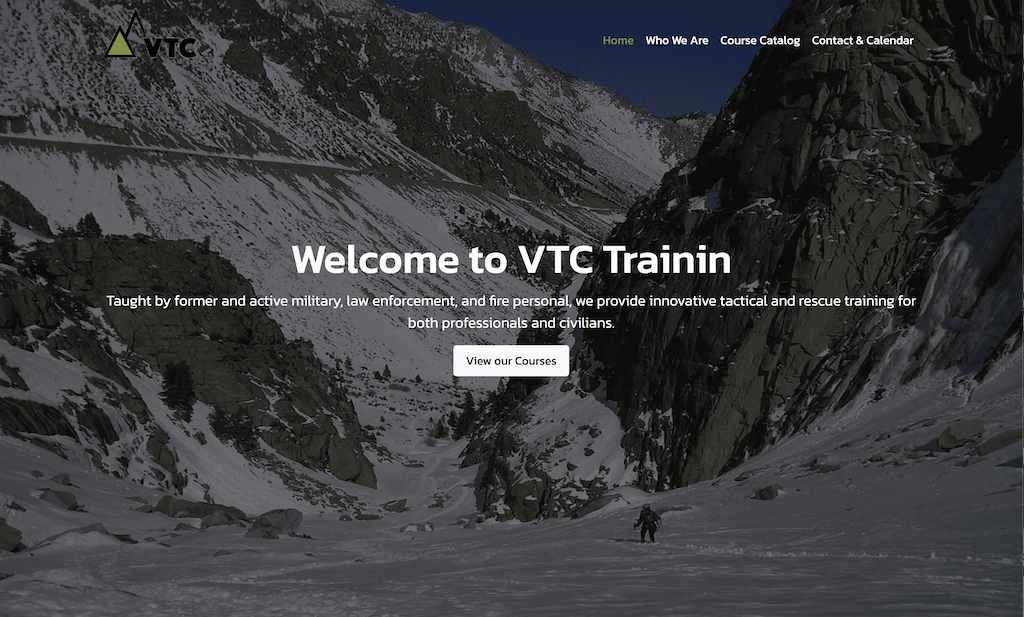 VTC
Home Who We Are Course Catalog Contact & Calendar
Welcome to VTC Trainin
Taught by former and active military, law enforcement, and fire personal, we provide innovative tactical and rescue training for
both professionals and civilians.
View our Courses